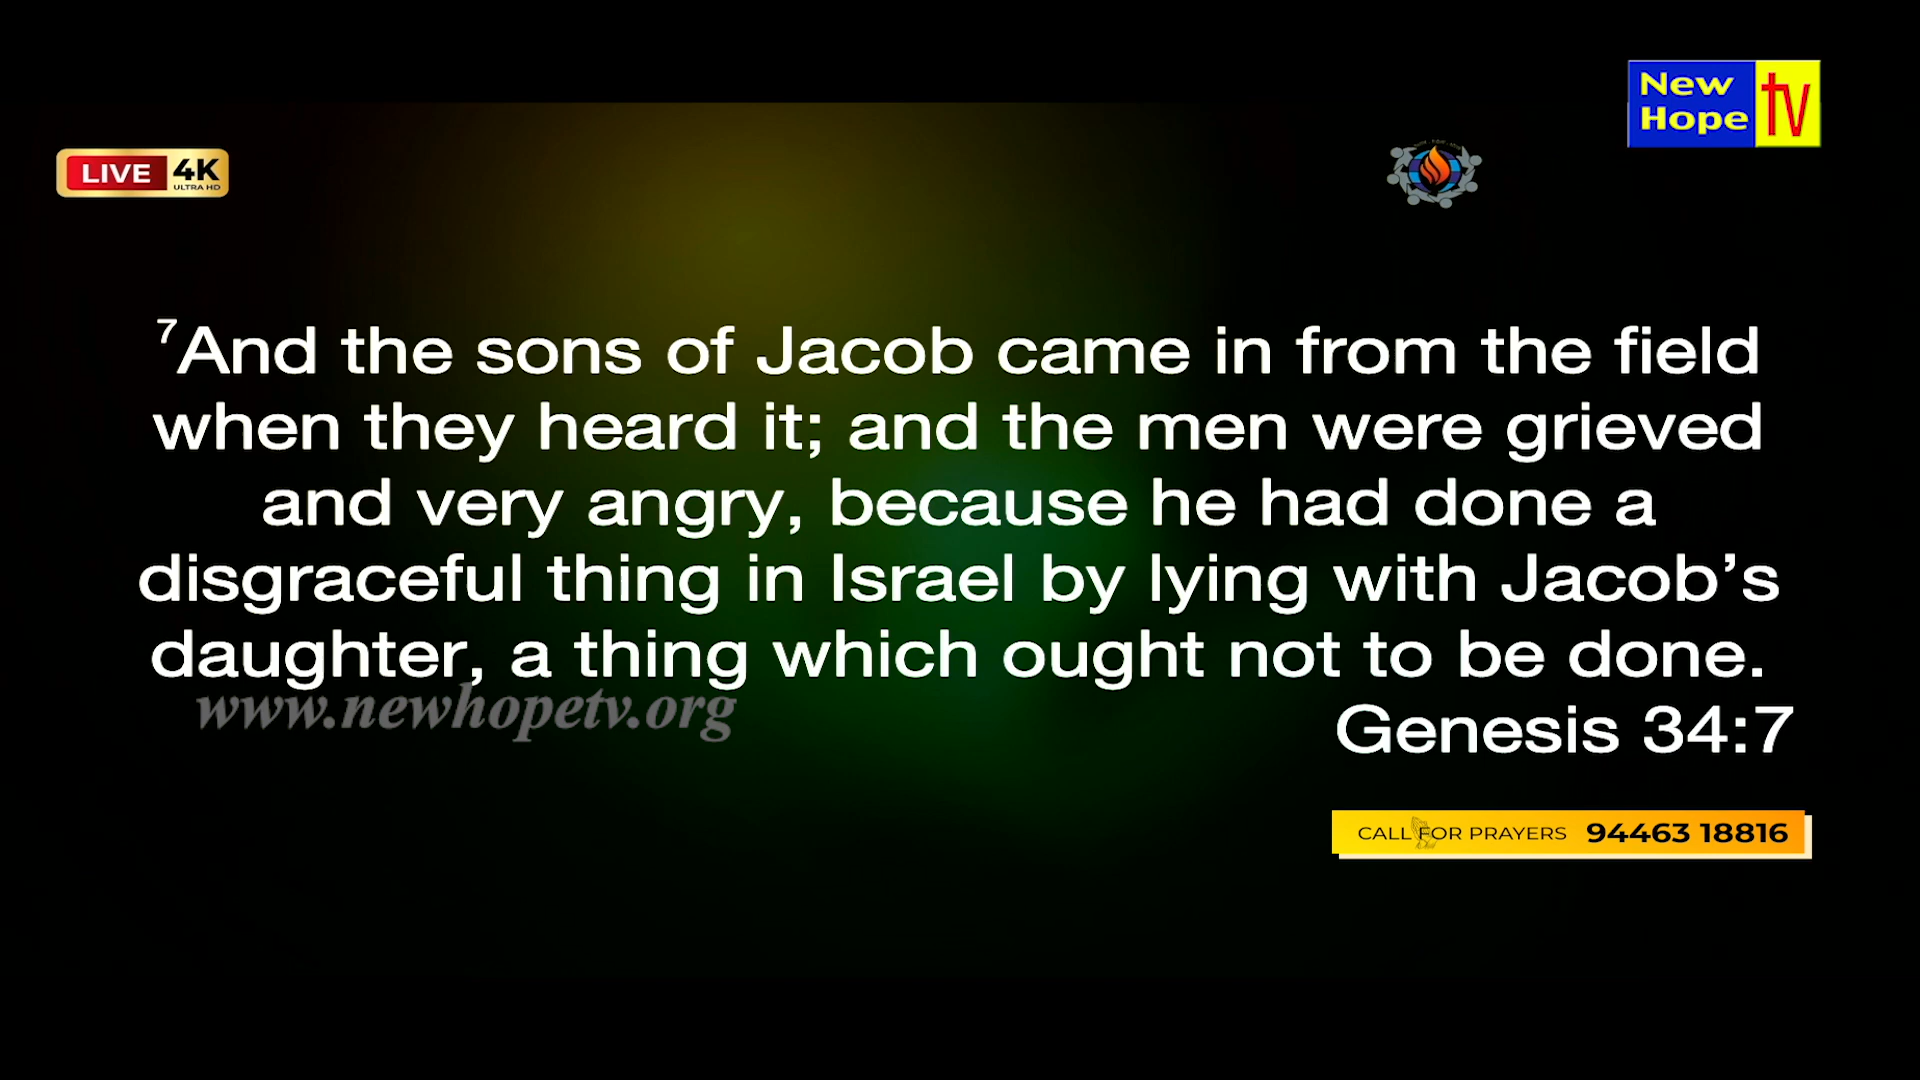 New
Hope
tv
LIVE 4K
ULTRA HD
⁷And the sons of Jacob came in from the field
when they heard it; and the men were grieved
and very angry, because he had done a
disgraceful thing in Israel by lying with Jacob’s
daughter, a thing which ought not to be done.
www.newhopetv.org
Genesis 34:7
CALL FOR PRAYERS 94463 18816